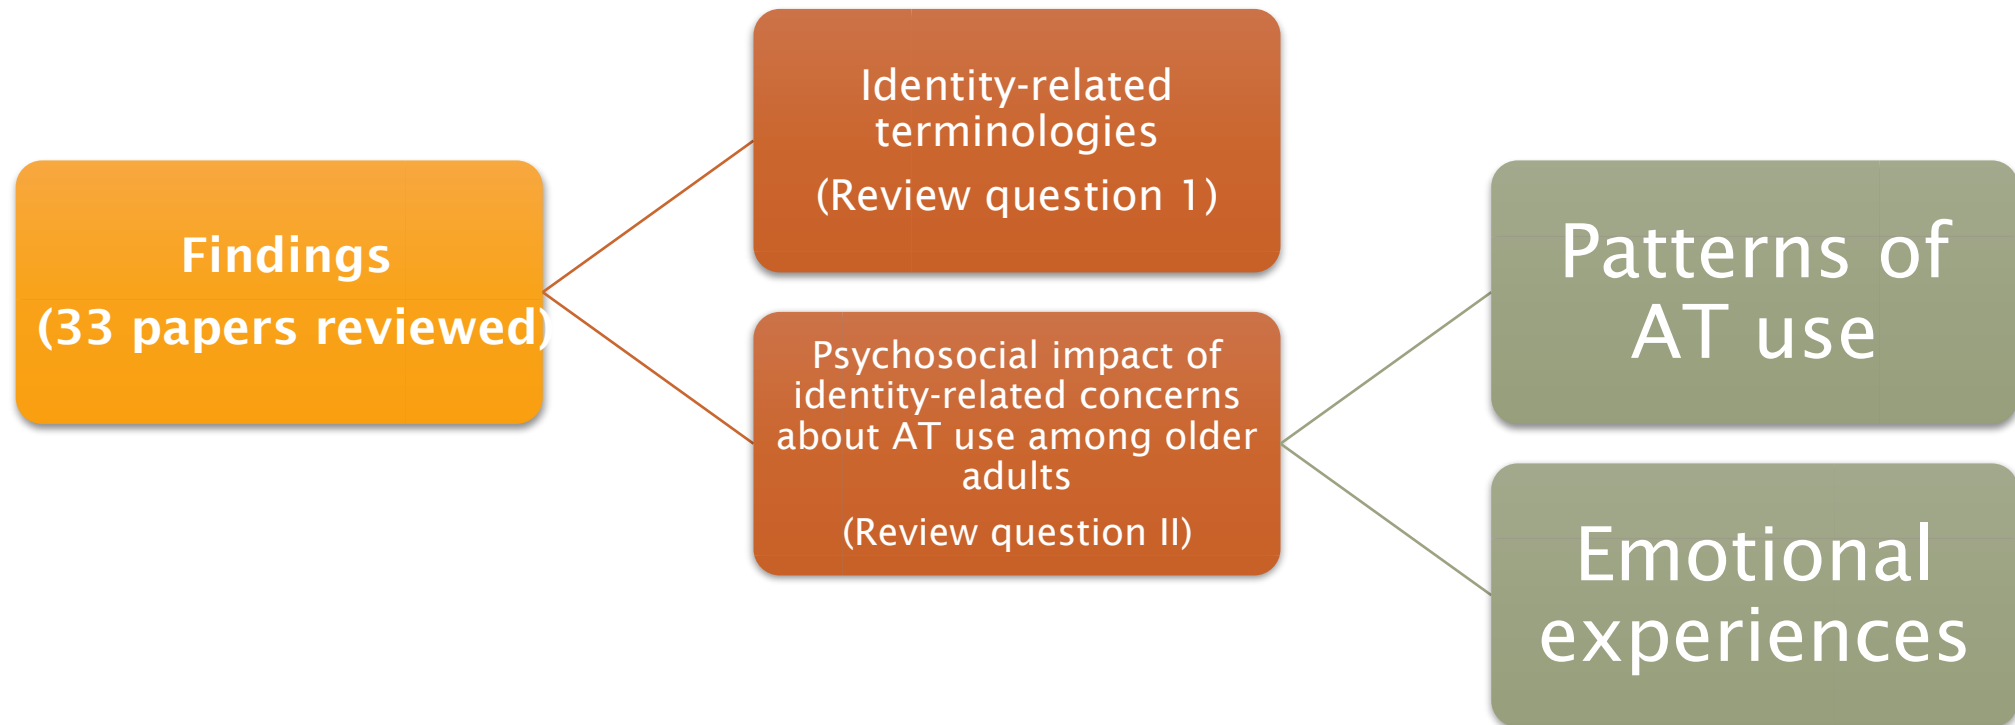 Findings
(33 papers reviewed)
Identity-related
terminologies
(Review question 1)
Psychosocial impact of
identity-related concerns
about AT use among older
adults
(Review question II)
Patterns of
AT use
Emotional
experiences